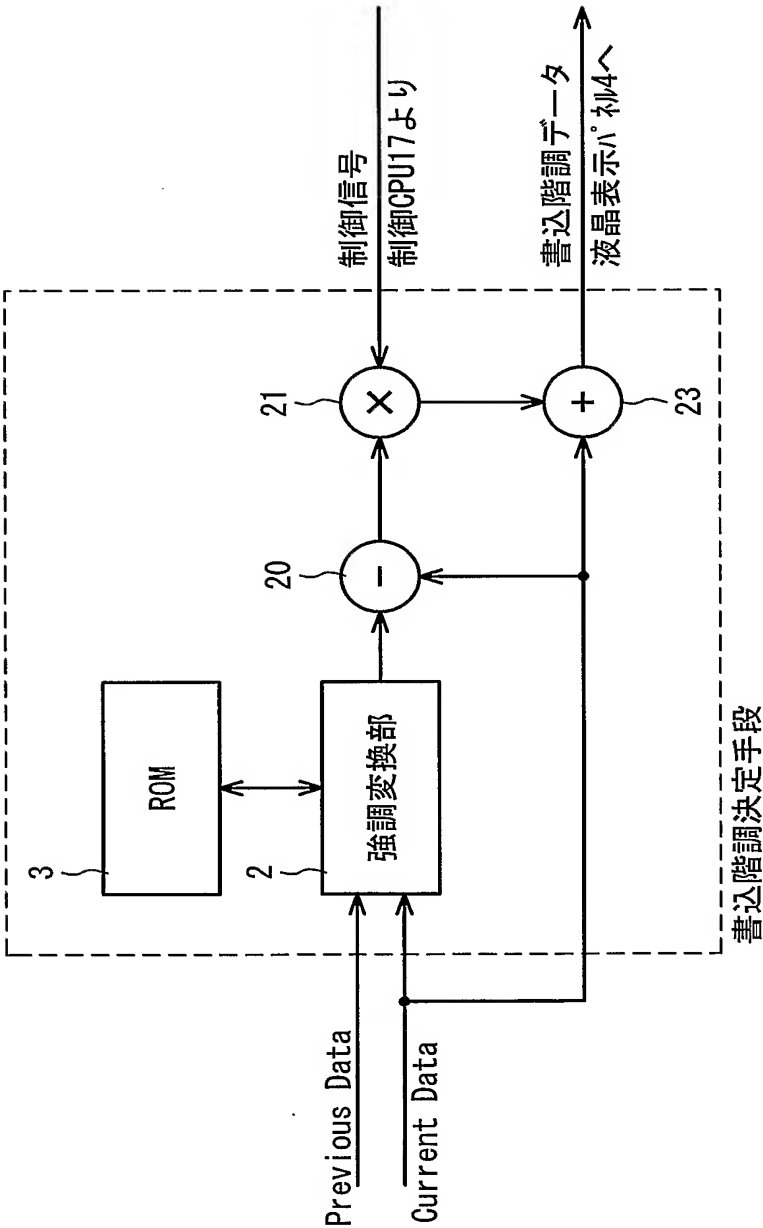 書込階調決定手段
3
ROM
2
強調変換部
Previous Data
Current Data
20
-
21
×
+
23
制御信号
制御CPU17より
書込階調データ
液晶表示ﾊﾟﾈﾙ4へ